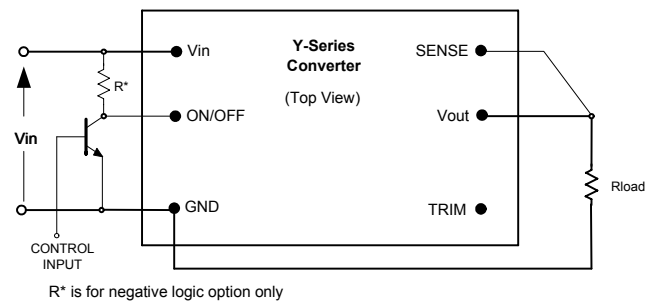 Y-Series
Converter
(Top View)
Vin
SENSE
R*
ON/OFF
Vout
Vin
Rload
GND
TRIM
CONTROL
INPUT
R* is for negative logic option only